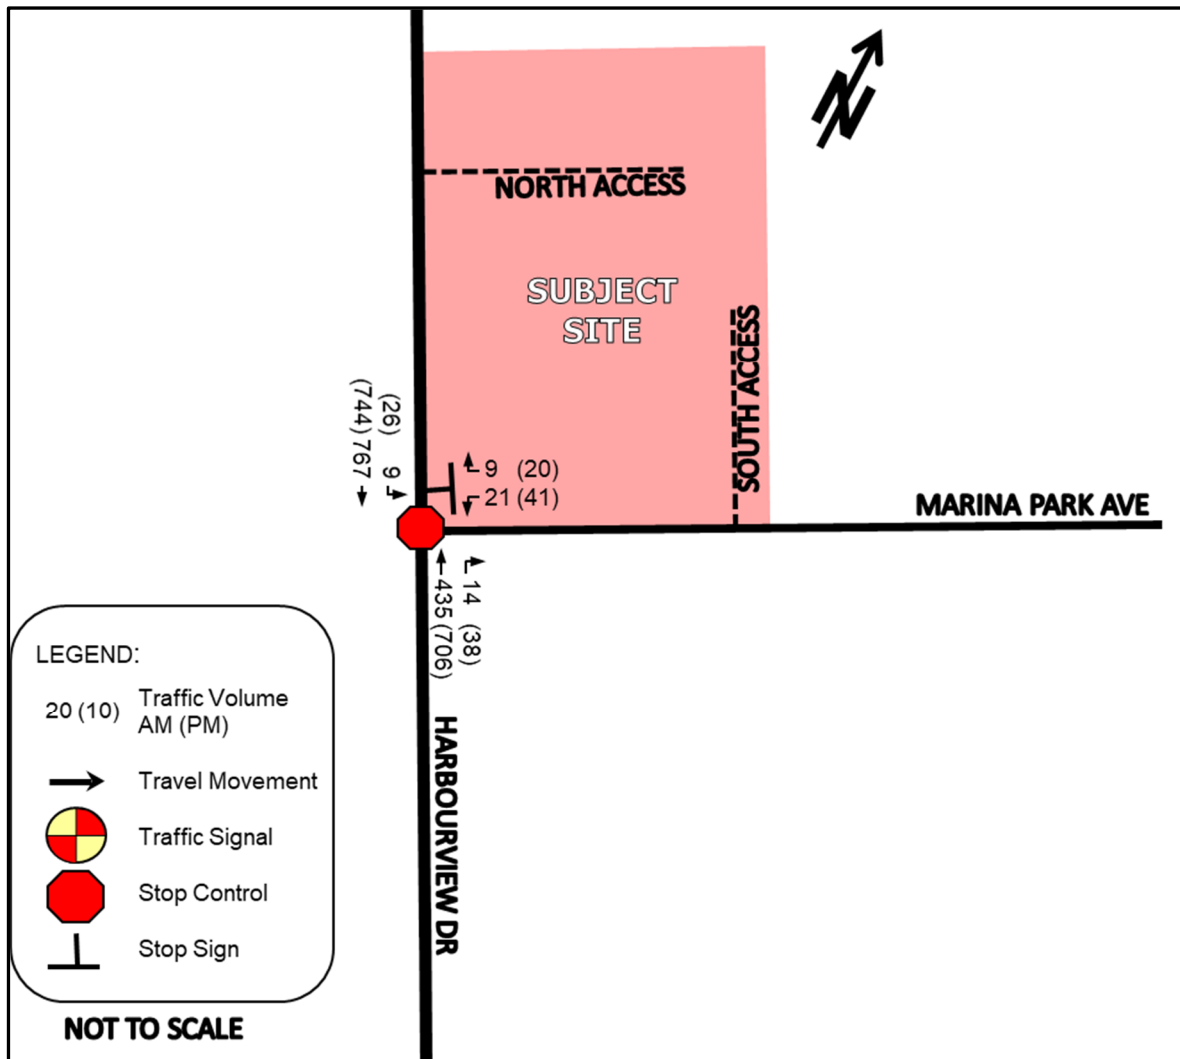 N
NORTH ACCESS
SUBJECT
SITE
SOUTH ACCESS
(26) 9
(744) 767
9 (20)
21 (41)
MARINA PARK AVE
14 (38)
435 (706)
HARBOURVIEW DR
LEGEND:
20 (10) Traffic Volume
AM (PM)
Travel Movement
Traffic Signal
Stop Control
Stop Sign
NOT TO SCALE